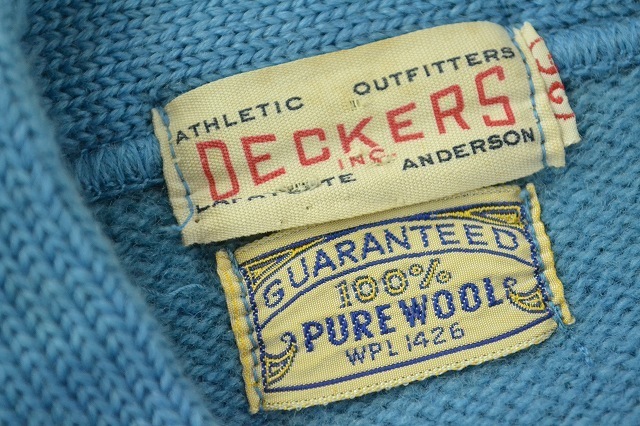 ATHLETIC OUTFITTERS
DECKERS
INC.
ANDERSON
GUARANTEED
100%
PURE WOOL
WPL 1426